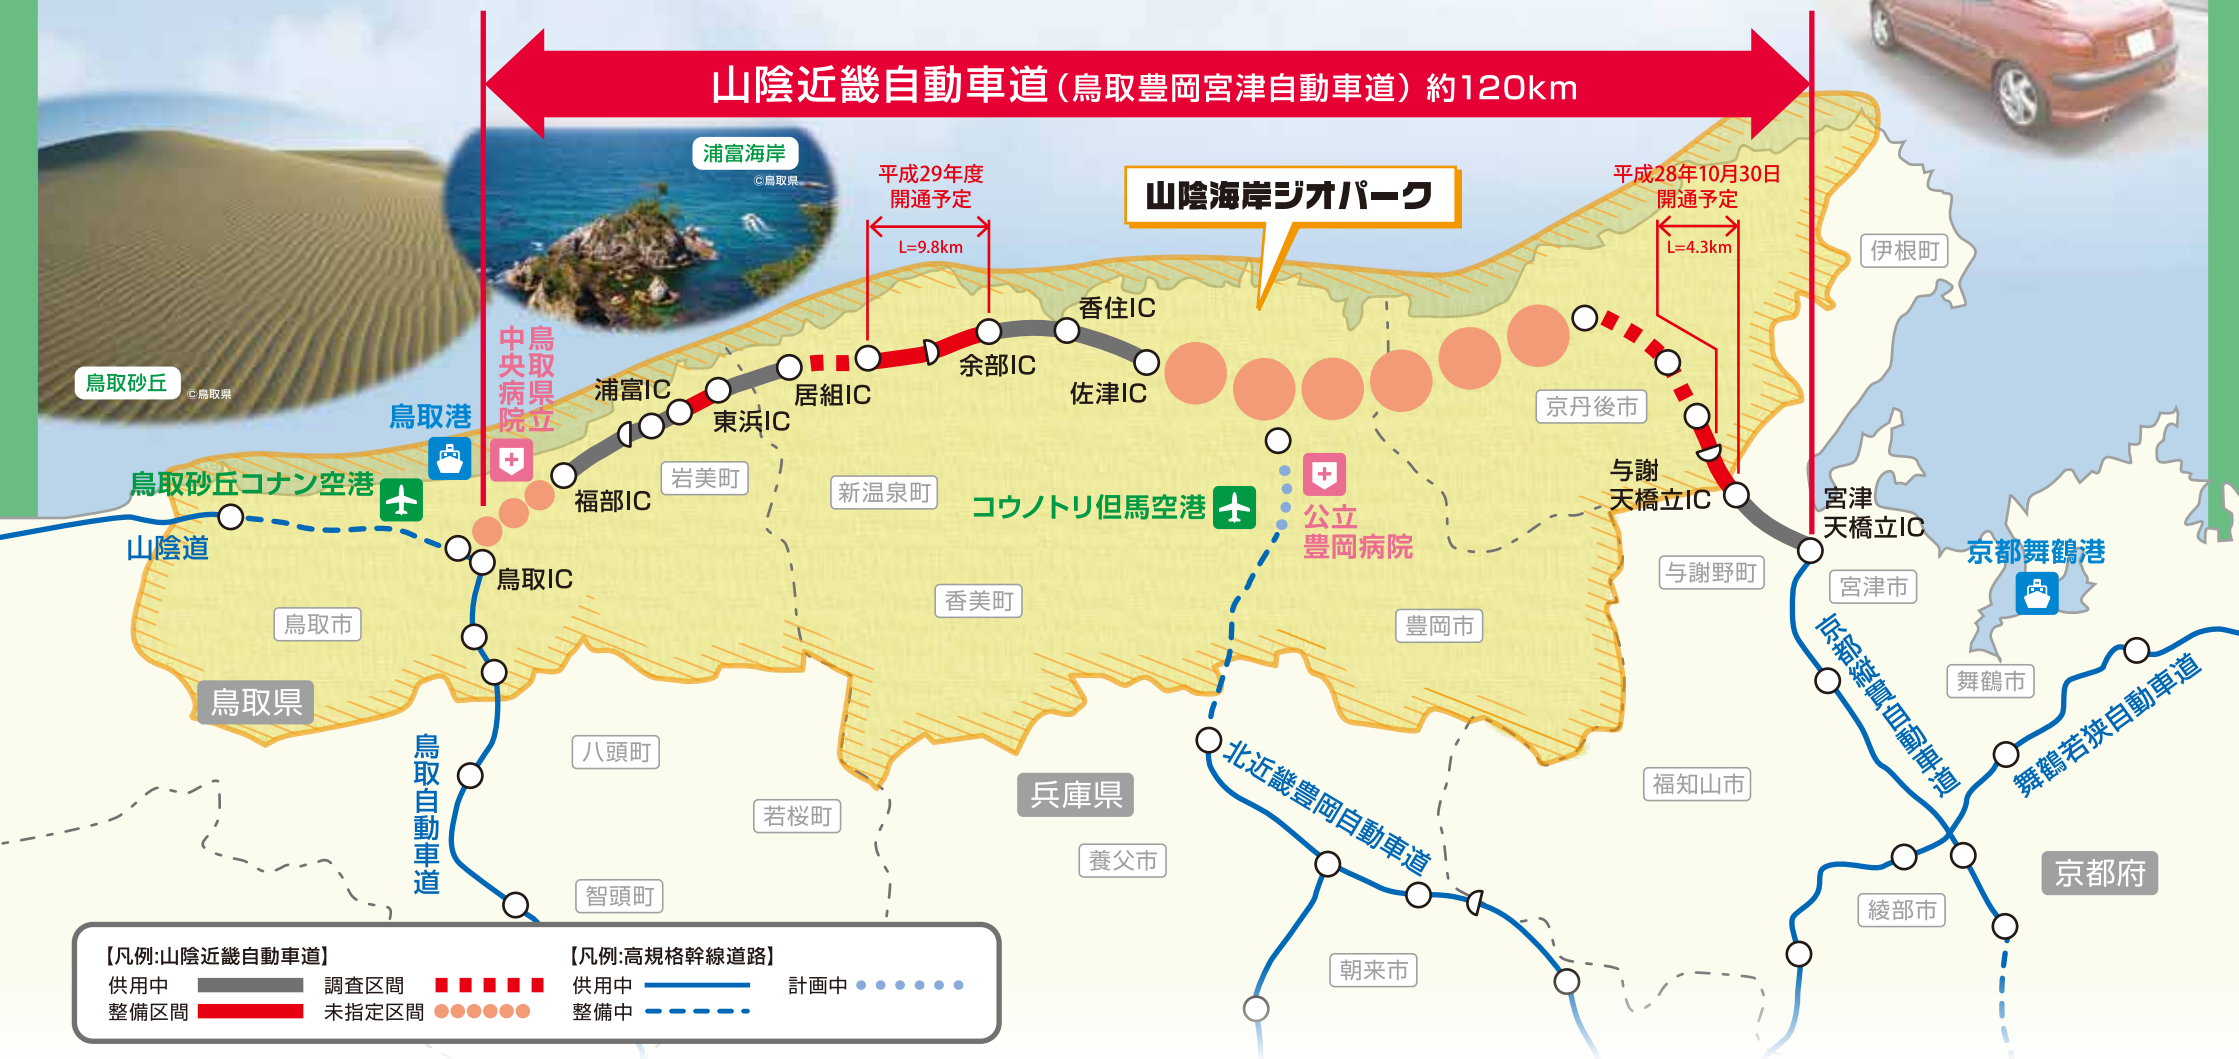 山陰近畿自動車道(鳥取豊岡宮津自動車道)約120km
浦富海岸
©鳥取県
鳥取砂丘
©鳥取県
平成29年度
開通予定
L=9.8km
山陰海岸ジオパーク
平成28年10月30日
開通予定
L=4.3km
伊根町
鳥取県立
中央病院
鳥取港
鳥取砂丘コナン空港
山陰道
福部IC
浦富IC
東浜IC
居組IC
余部IC
香住IC
佐津IC
岩美町
新温泉町
京丹後市
与謝
天橋立IC
宮津
天橋立IC
コウノトリ但馬空港
公立
豊岡病院
鳥取IC
鳥取市
香美町
豊岡市
与謝野町
宮津市
京都舞鶴港
鳥取県
鳥取自動車道
八頭町
若桜町
智頭町
兵庫県
養父市
北近畿豊岡自動車道
朝来市
福知山市
京都縦貫自動車道
舞鶴若狭自動車道
舞鶴市
綾部市
京都府
【凡例:山陰近畿自動車道】
供用中
調査区間
整備区間
未指定区間
【凡例:高規格幹線道路】
供用中
計画中
整備中